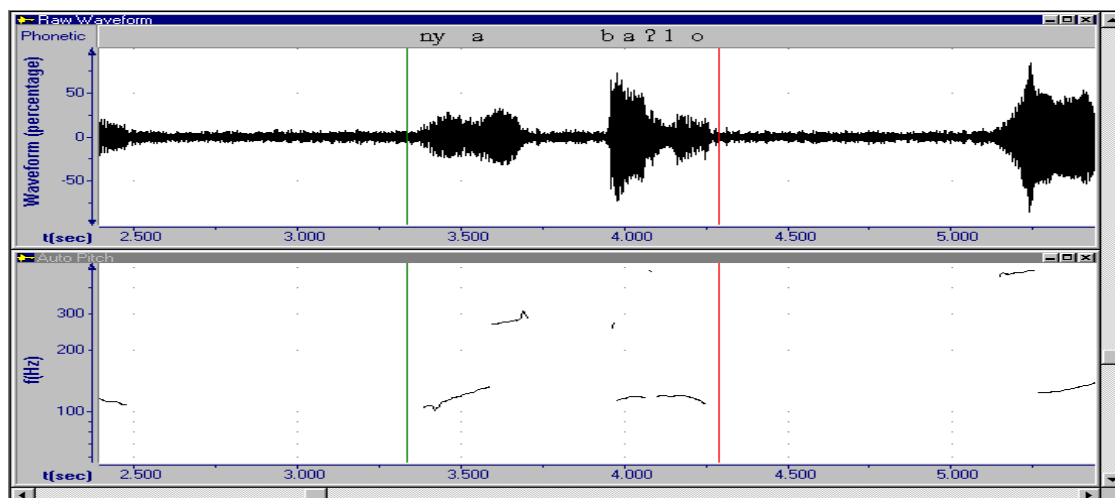 Raw Waveform
Phonetic ny a b a ʔ l o
Waveform (percentage)
50
0
-50
t(sec) 2.500 3.000 3.500 4.000 4.500 5.000
Auto Pitch
f(Hz)
300
200
100
t(sec) 2.500 3.000 3.500 4.000 4.500 5.000